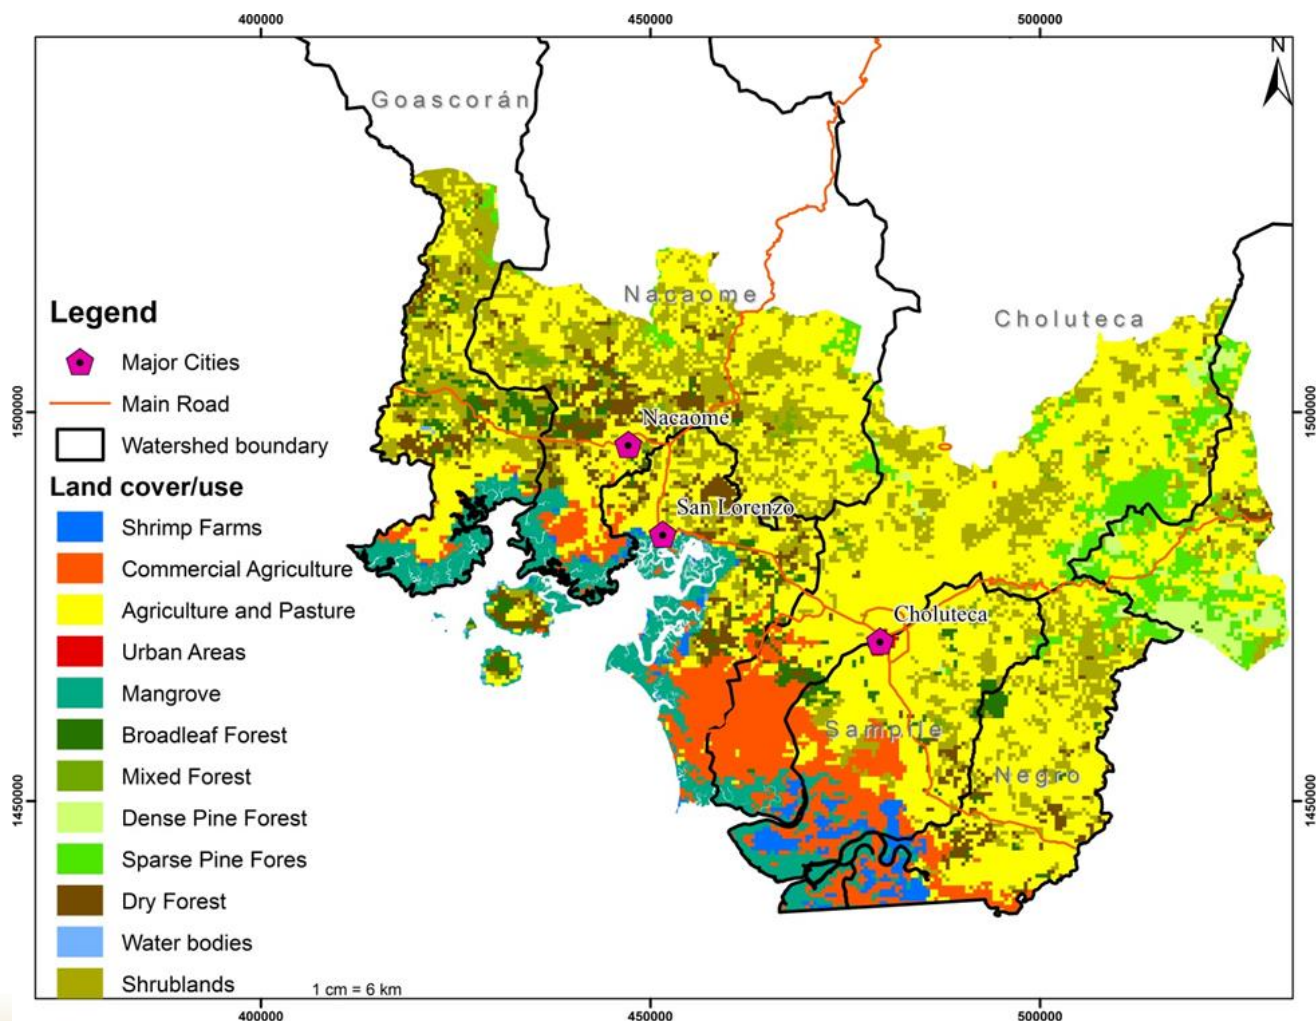 400000 450000 500000
N
Goascorán
Nacaome
Choluteca
Legend
Major Cities
Main Road
Watershed boundary
Land cover/use
Shrimp Farms
Commercial Agriculture
Agriculture and Pasture
Urban Areas
Mangrove
Broadleaf Forest
Mixed Forest
Dense Pine Forest
Sparse Pine Fores
Dry Forest
Water bodies
Shrublands
1500000
1500000
Nacaome
San Lorenzo
Choluteca
Sampile
Negro
1450000
1450000
1 cm = 6 km
400000 450000 500000